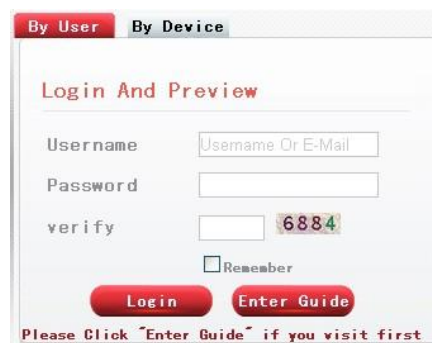 By User By Device
Login And Preview
Username Username Or E-Mail
Password
verify 6884
Remember
Login Enter Guide
Please Click "Enter Guide" if you visit first